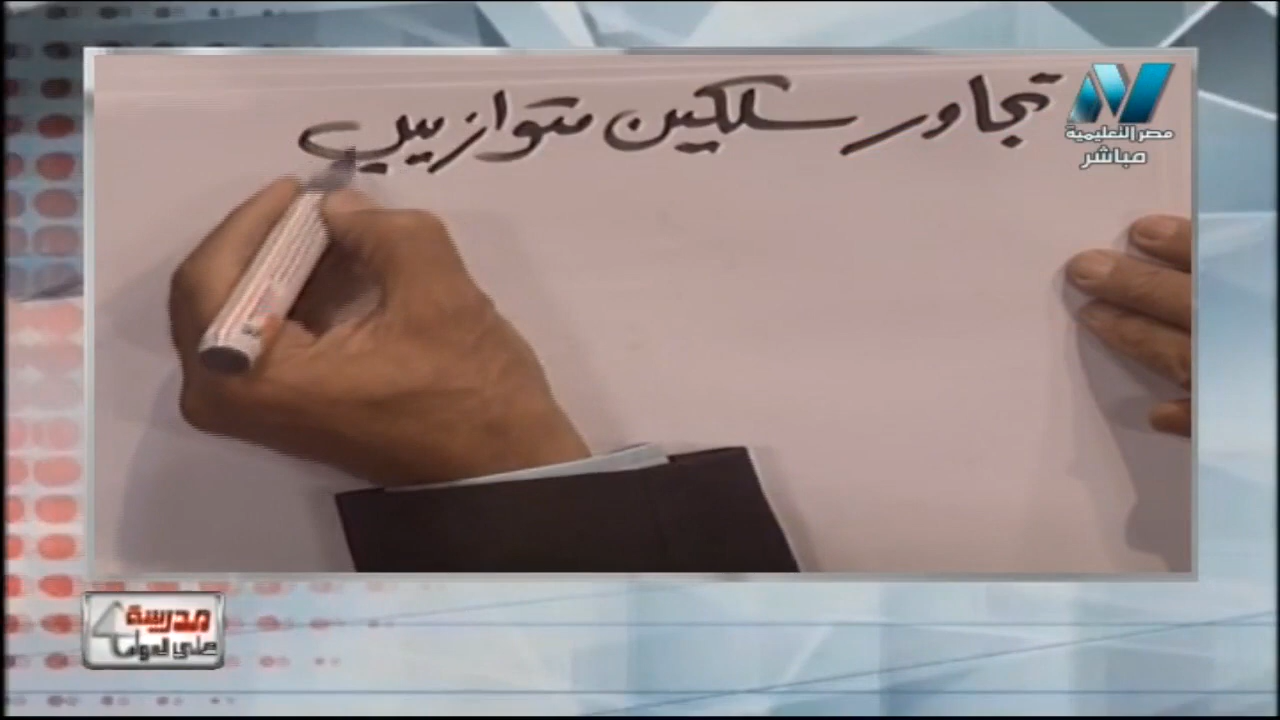 تجاور سلكين متوازيين
مصر التعليمية
مباشر
مدرسة
على الهواء